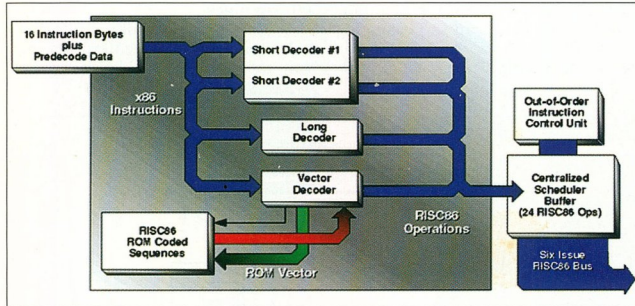 16 Instruction Bytes
plus
Predecode Data
x86
Instructions
Short Decoder #1
Short Decoder #2
Long
Decoder
Vector
Decoder
RISC86
ROM Coded
Sequences
ROM Vector
RISC86
Operations
Out-of-Order
Instruction
Control Unit
Centralized
Scheduler
Buffer
(24 RISC86 Ops)
Six Issue
RISC86 Bus